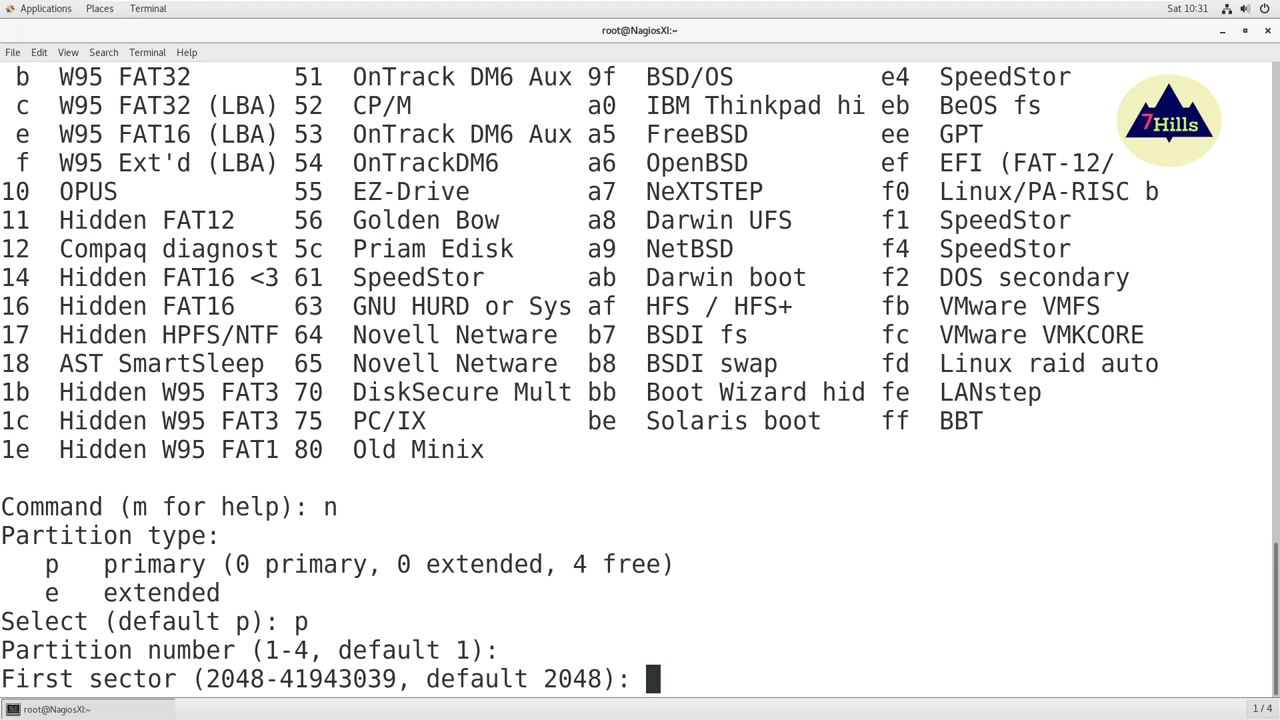 Applications Places Terminal Sat 10:31
root@NagiosXI:~
File Edit View Search Terminal Help
b W95 FAT32 51 OnTrack DM6 Aux 9f BSD/OS e4 SpeedStor
c W95 FAT32 (LBA) 52 CP/M a0 IBM Thinkpad hi eb BeOS fs
e W95 FAT16 (LBA) 53 OnTrack DM6 Aux a5 FreeBSD ee GPT
f W95 Ext'd (LBA) 54 OnTrackDM6 a6 OpenBSD ef EFI (FAT-12/
10 OPUS 55 EZ-Drive a7 NeXTSTEP f0 Linux/PA-RISC b
11 Hidden FAT12 56 Golden Bow a8 Darwin UFS f1 SpeedStor
12 Compaq diagnost 5c Priam Edisk a9 NetBSD f4 SpeedStor
14 Hidden FAT16 <3 61 SpeedStor ab Darwin boot f2 DOS secondary
16 Hidden FAT16 63 GNU HURD or Sys af HFS / HFS+ fb VMware VMFS
17 Hidden HPFS/NTF 64 Novell Netware b7 BSDI fs fc VMware VMKCORE
18 AST SmartSleep 65 Novell Netware b8 BSDI swap fd Linux raid auto
1b Hidden W95 FAT3 70 DiskSecure Mult bb Boot Wizard hid fe LANstep
1c Hidden W95 FAT3 75 PC/IX be Solaris boot ff BBT
1e Hidden W95 FAT1 80 Old Minix
Command (m for help): n
Partition type:
p primary (0 primary, 0 extended, 4 free)
e extended
Select (default p): p
Partition number (1-4, default 1):
First sector (2048-41943039, default 2048):
7Hills
root@NagiosXI:~ 1 / 4